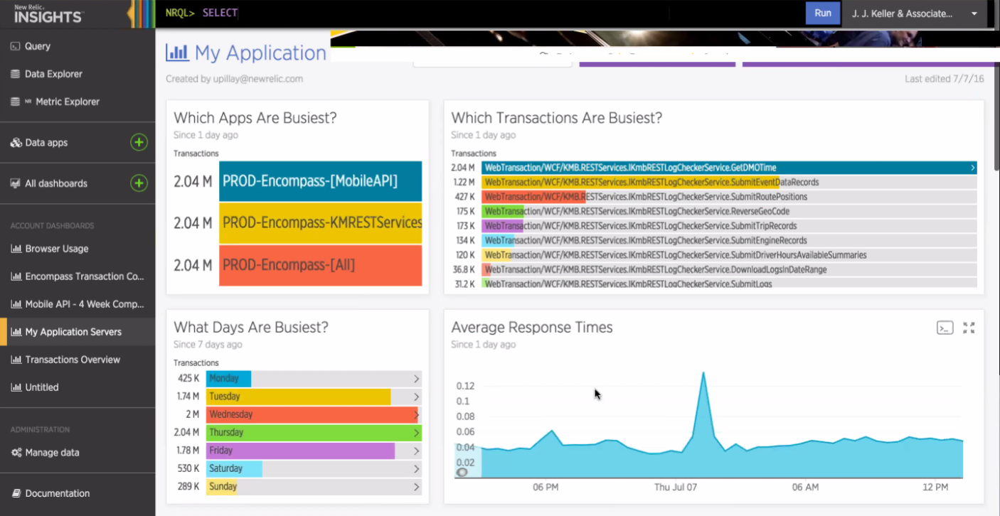 New Relic
INSIGHTS
NRQL> SELECT
Run
J. J. Keller & Associate...
Query
Data Explorer
NR Metric Explorer
Data apps
All dashboards
ACCOUNT DASHBOARDS
Browser Usage
Encompass Transaction Co...
Mobile API - 4 Week Comp...
My Application Servers
Transactions Overview
Untitled
ADMINISTRATION
Manage data
Documentation
My Application
Created by upillay@newrelic.com
Last edited 7/7/16
Which Apps Are Busiest?
Since 1 day ago
Transactions
2.04 M PROD-Encompass-[MobileAPI]
2.04 M PROD-Encompass-KMRESTServices
2.04 M PROD-Encompass-[All]
Which Transactions Are Busiest?
Since 1 day ago
Transactions
2.04 M WebTransaction/WCF/KMB.RESTServices.IKmbRESTLogCheckerService.GetDMOTime
1.22 M WebTransaction/WCF/KMB.RESTServices.IKmbRESTLogCheckerService.SubmitEventDataRecords
427 K WebTransaction/WCF/KMB.RESTServices.IKmbRESTLogCheckerService.SubmitRoutePositions
175 K WebTransaction/WCF/KMB.RESTServices.IKmbRESTLogCheckerService.ReverseGeoCode
173 K WebTransaction/WCF/KMB.RESTServices.IKmbRESTLogCheckerService.SubmitTripRecords
134 K WebTransaction/WCF/KMB.RESTServices.IKmbRESTLogCheckerService.SubmitEngineRecords
120 K WebTransaction/WCF/KMB.RESTServices.IKmbRESTLogCheckerService.SubmitDriverHoursAvailableSummaries
36.8 K WebTransaction/WCF/KMB.RESTServices.IKmbRESTLogCheckerService.DownloadLogsInDateRange
31.2 K WebTransaction/WCF/KMB.RESTServices.IKmbRESTLogCheckerService.SubmitLogs
What Days Are Busiest?
Since 7 days ago
Transactions
425 K Monday
1.74 M Tuesday
2 M Wednesday
2.04 M Thursday
1.78 M Friday
530 K Saturday
289 K Sunday
Average Response Times
Since 1 day ago
0.12
0.1
0.08
0.06
0.04
0.02
06 PM
Thu Jul 07
06 AM
12 PM